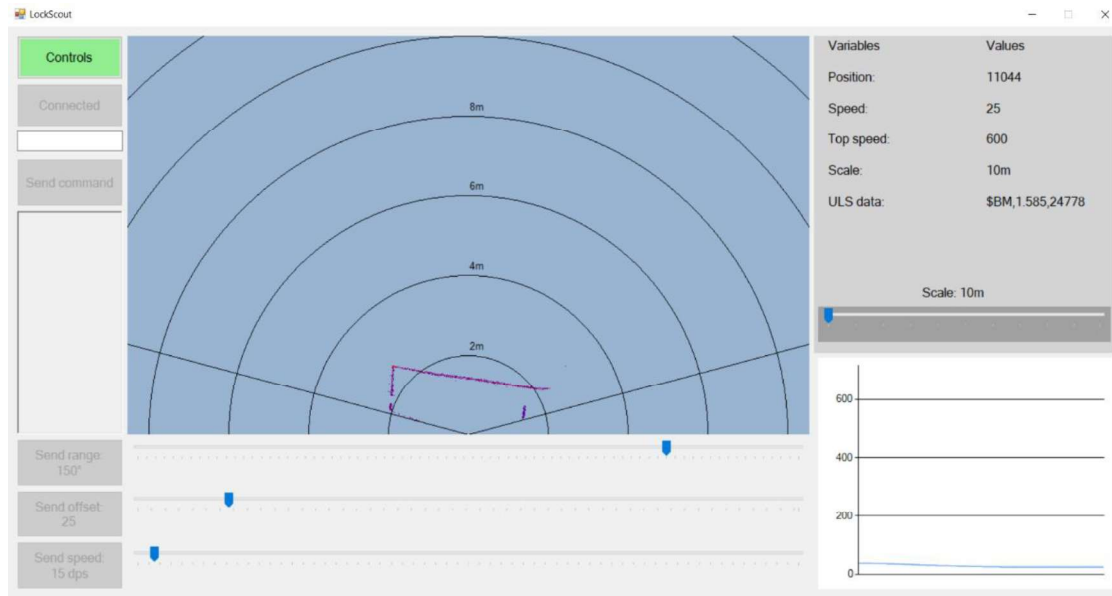 LockScout
Controls
Connected
Send command
Send range:
150°
Send offset:
25
Send speed:
15 dps
8m
6m
4m
2m
Variables Values
Position: 11044
Speed: 25
Top speed: 600
Scale: 10m
ULS data: $BM,1.585,24778
Scale: 10m
600
400
200
0